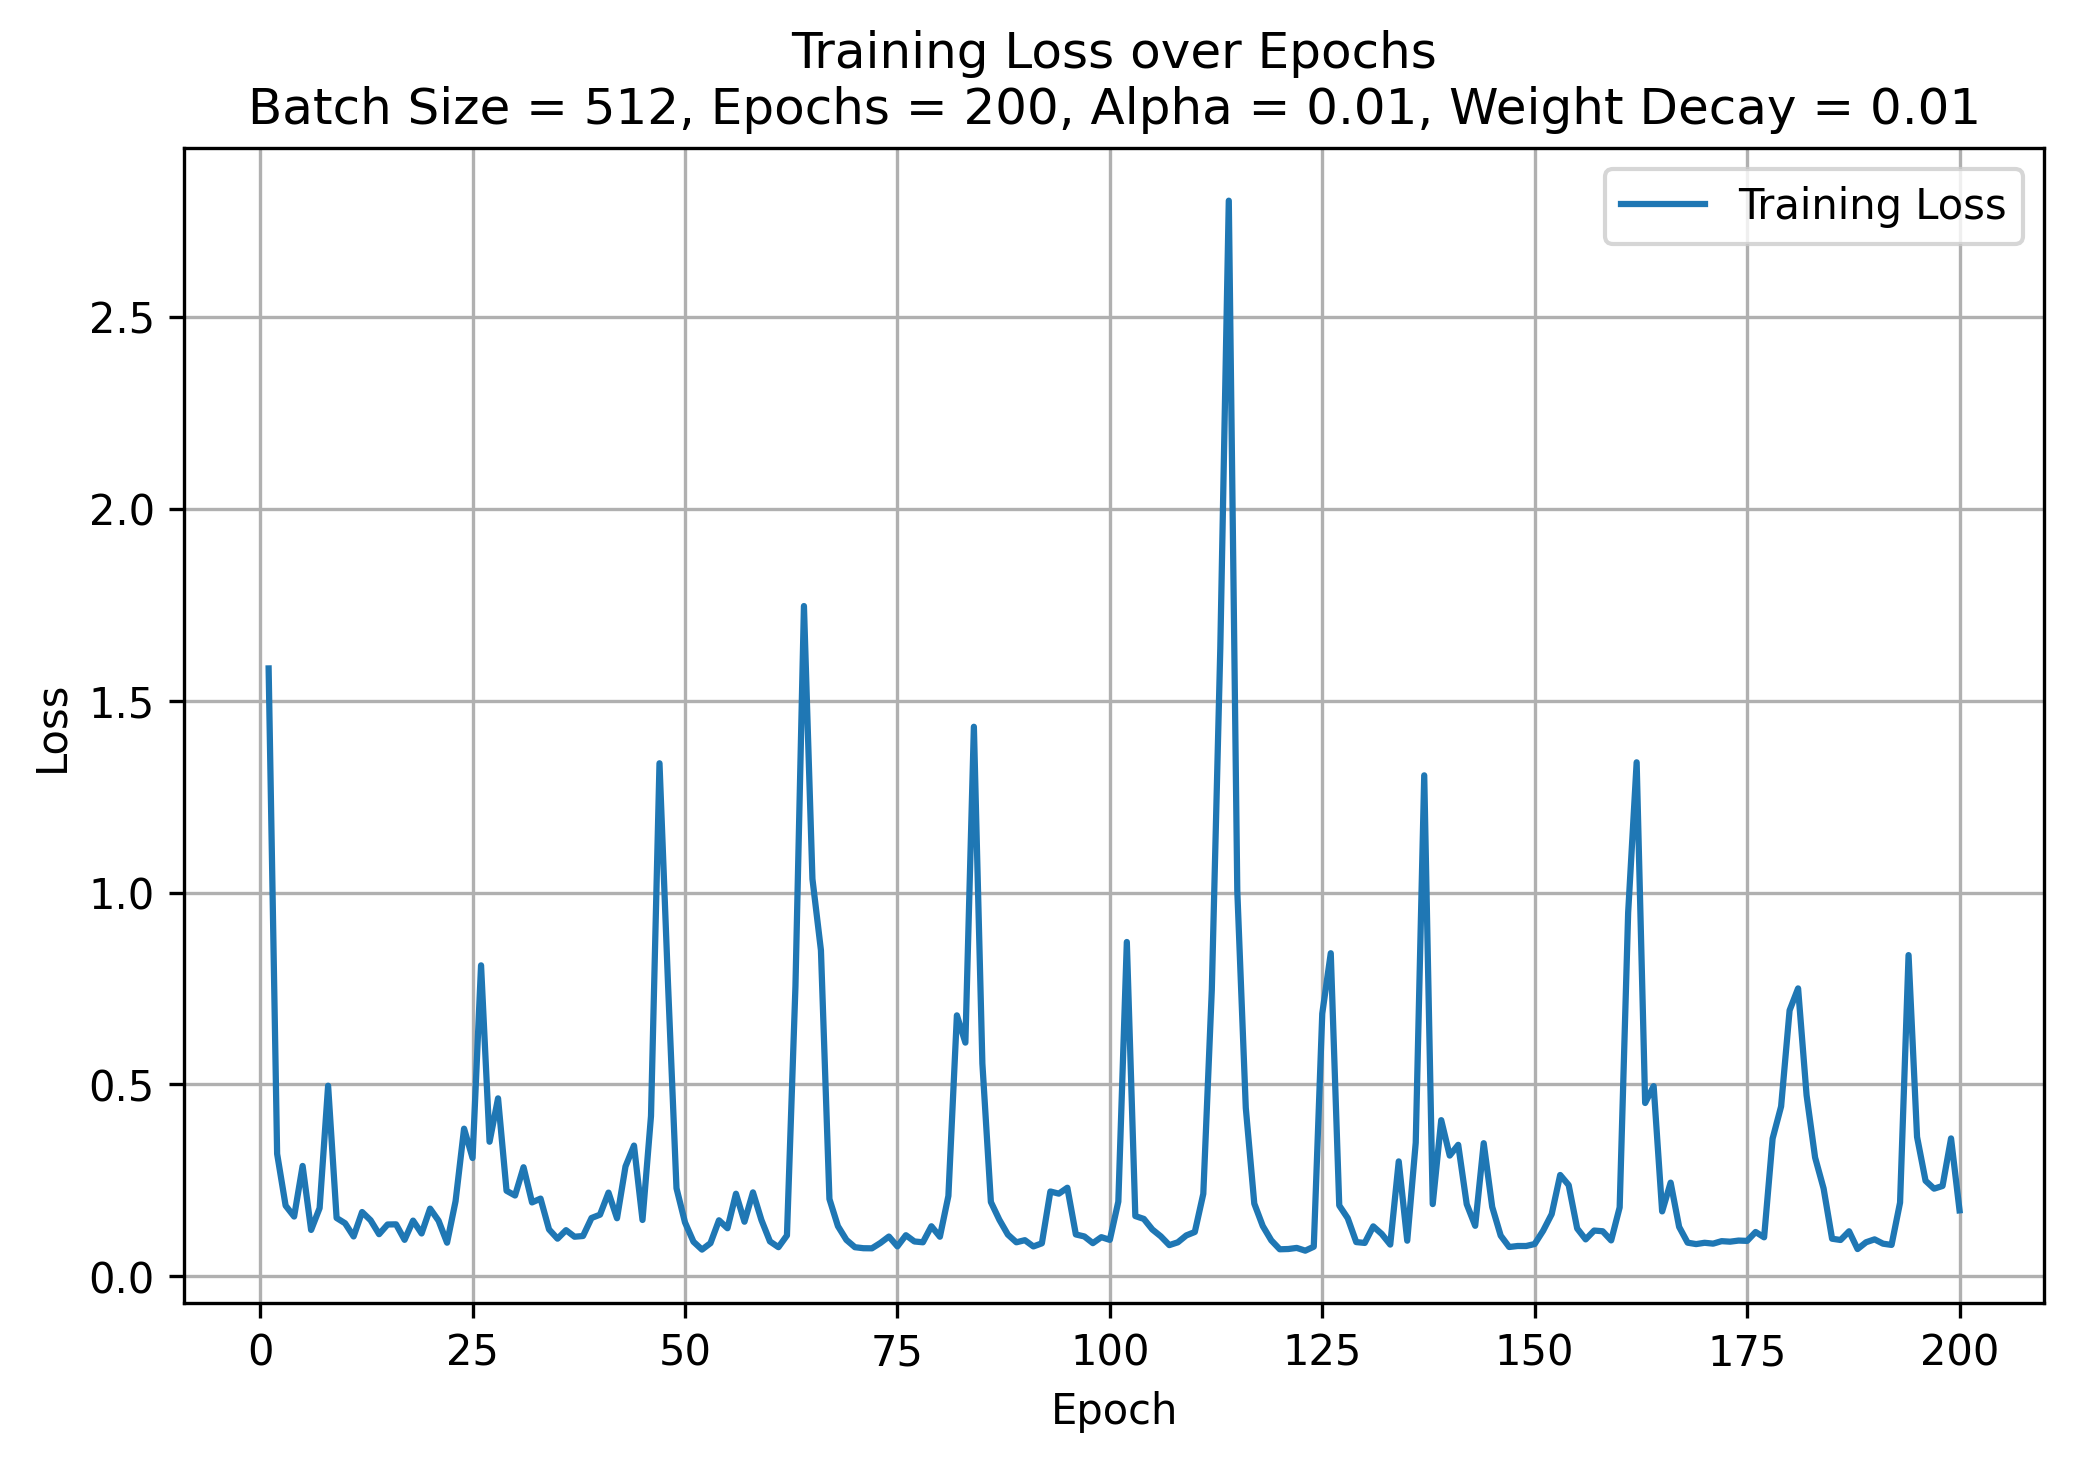 Training Loss over Epochs
Batch Size = 512, Epochs = 200, Alpha = 0.01, Weight Decay = 0.01
Training Loss
2.5
2.0
1.5
1.0
0.5
0.0
Loss
0 25 50 75 100 125 150 175 200
Epoch